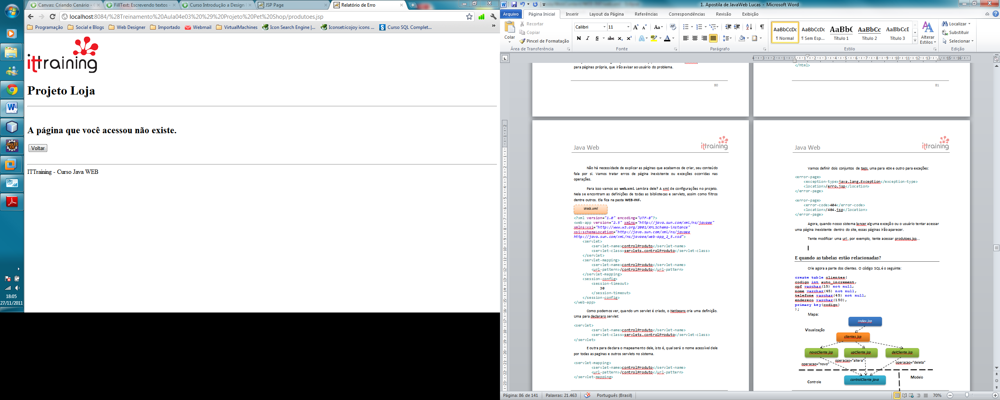 Canvas: Criando Cenário - 
FillText: Escrevendo textos - 
Curso Introdução a Design
JSP Page
Relatório de Erro
localhost:8084/%28Treinamento%20Aula04e03%20%29%20Projeto%20Pet%20Shop/produtoes.jsp
Programação
Social e Blogs
Web Designer
Importado
Webmail
VirtualMachines
Icon Search Engine |...
Iconset:icojoy icons ...
Curso SQL Complet...
»
ittraining
Projeto Loja
A página que você acessou não existe.
Voltar
ITTraining - Curso Java WEB
Java EE
IDE
18:05
27/11/2011
1. Apostila de JavaWeb Lucas - Microsoft Word
Arquivo
Página Inicial
Inserir
Layout da Página
Referências
Correspondências
Revisão
Exibição
Colar
Recortar
Copiar
Pincel de Formatação
Área de Transferência
Calibri
11
N I S abc x₂ x²
Fonte
Parágrafo
AaBbCcDc
¶ Normal
AaBbCcDc
¶ Sem Esp...
AaBbC
Título 1
AaBbCc
Título 2
AaBbCcI
Título 3
Alterar
Estilos
Estilo
Localizar
Substituir
Selecionar
Edição
para páginas própria, que irão avisar ao usuário do problema.
80
</html>
81
Java Web
ittraining
Não há necessidade de explicar as páginas que acabamos de criar, seu conteúdo
fala por si. Vamos tratar erros de página inexistente ou exceções ocorridas nas
operações.
Para isso vamos ao web.xml. Lembra dele? A xml de configurações no projeto.
Nela se encontram as definições de todas as bibliotecas e servlets, assim como filtros
dentre outros. Ela fica na pasta WEB-INF.
Web.xml
<?xml version="1.0" encoding="UTF-8"?>
<web-app version="2.5" xmlns="http://java.sun.com/xml/ns/javaee"
xmlns:xsi="http://www.w3.org/2001/XMLSchema-instance"
xsi:schemaLocation="http://java.sun.com/xml/ns/javaee
http://java.sun.com/xml/ns/javaee/web-app_2_5.xsd">
<servlet>
<servlet-name>controlProduto</servlet-name>
<servlet-class>servlets.controlProduto</servlet-class>
</servlet>
<servlet-mapping>
<servlet-name>controlProduto</servlet-name>
<url-pattern>/controlProduto</url-pattern>
</servlet-mapping>
<session-config>
<session-timeout>
30
</session-timeout>
</session-config>
</web-app>
Como podemos ver, quando um servlet é criado, o Netbeans cria uma definição.
Uma para declararo servlet:
<servlet>
<servlet-name>controlProduto</servlet-name>
<servlet-class>servlets.controlProduto</servlet-class>
</servlet>
E outra para declara o mapeamento dele, isto é, qual será o nome acessível dele
por todas as paginas e outros servlets no sistema.
<servlet-mapping>
<servlet-name>controlProduto</servlet-name>
<url-pattern>/controlProduto</url-pattern>
</servlet-mapping>
Java Web
ittraining
Vamos definir dois conjuntos de tags, uma para 404 e outro para exceções:
<error-page>
<exception-type>java.lang.Exception</exception-type>
<location>/erro.jsp</location>
</error-page>
<error-page>
<error-code>404</error-code>
<location>/404.jsp</location>
</error-page>
Agora, quando nosso sistema lancer alguma exceção ou o usuário tentar acessar
uma página inexistente dentro do site, essas páginas irão aparecer.
Tente modificar uma url, por exemplo, tente acessar produtoes.jsp...
E quando as tabelas estão relacionadas?
Crie agora a parte dos clientes. O código SQL é o seguinte:
create table clientes(
codigo int auto_increment,
cpf varchar(15) not null,
nome varchar(45) not null,
telefone varchar(45) not null,
endereco varchar(150),
primary key(codigo)
);
Mapa:
index.jsp
Visualização
clientes.jsp
novoCliente.jsp
upCliente.jsp
delCliente.jsp
operacao="novo"
operacao="altera"
operacao="deleta"
Controle
controlCliente.java
Modelo
Página: 86 de 141
Palavras: 21.463
Português (Brasil)
70%